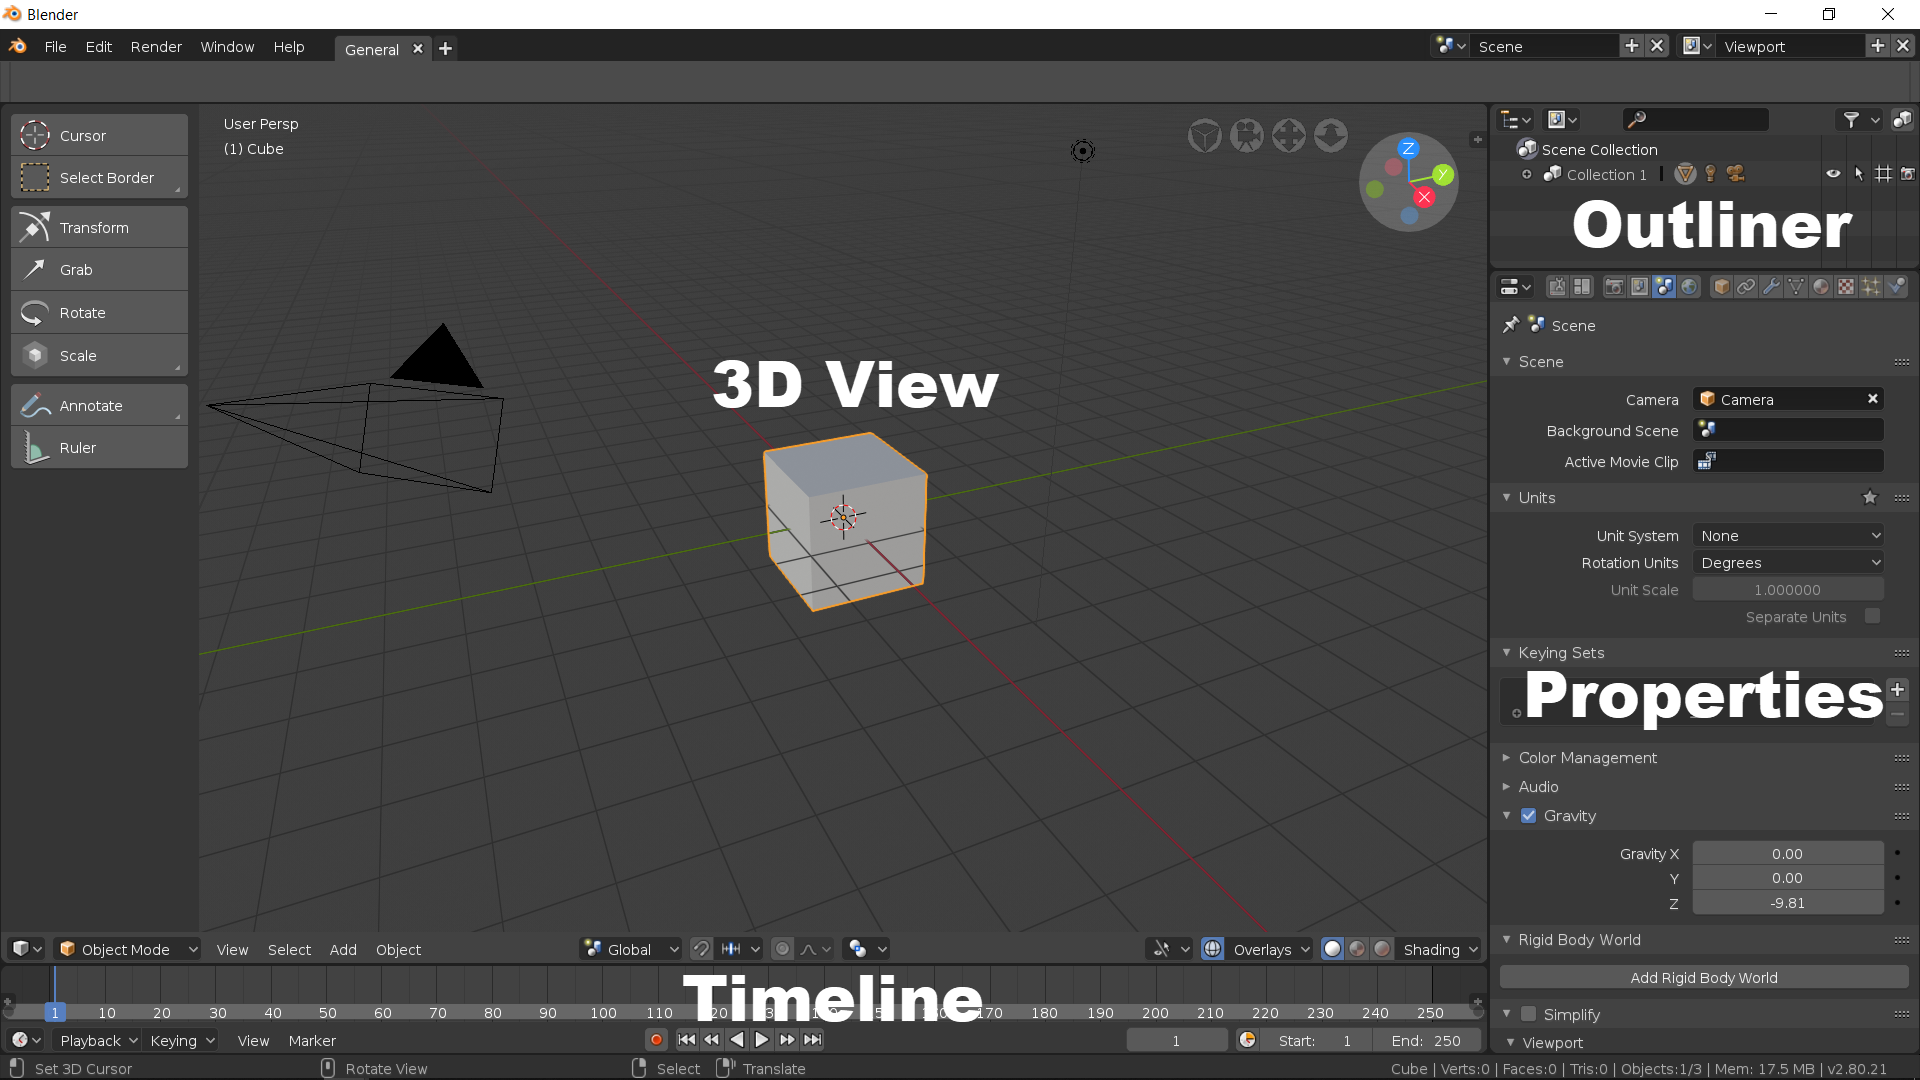 Blender
File Edit Render Window Help General Scene Viewport
Cursor
Select Border
Transform
Grab
Rotate
Scale
Annotate
Ruler
User Persp
(1) Cube
Z
Y
X
3D View
Scene Collection
Collection 1
Outliner
Scene
Scene
Camera Camera
Background Scene
Active Movie Clip
Units
Unit System None
Rotation Units Degrees
Unit Scale 1.000000
Separate Units
Keying Sets
Properties
Color Management
Audio
Gravity
Gravity X 0.00
Y 0.00
Z -9.81
Rigid Body World
Add Rigid Body World
Simplify
Viewport
Object Mode View Select Add Object Global Overlays Shading
Timeline
1 10 20 30 40 50 60 70 80 90 100 110 120 170 180 190 200 210 220 230 240 250
Playback Keying View Marker 1 Start: 1 End: 250
Set 3D Cursor Rotate View Select Translate Cube | Verts:0 | Faces:0 | Tris:0 | Objects:1/3 | Mem: 17.5 MB | v2.80.21